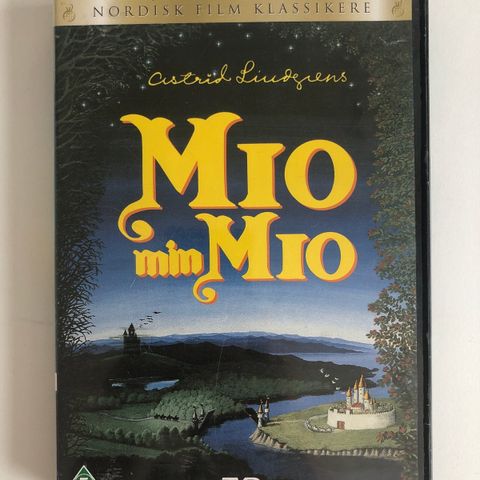 NORDISK FILM KLASSIKERE
Astrid Lindgrens
MIO
min MIO